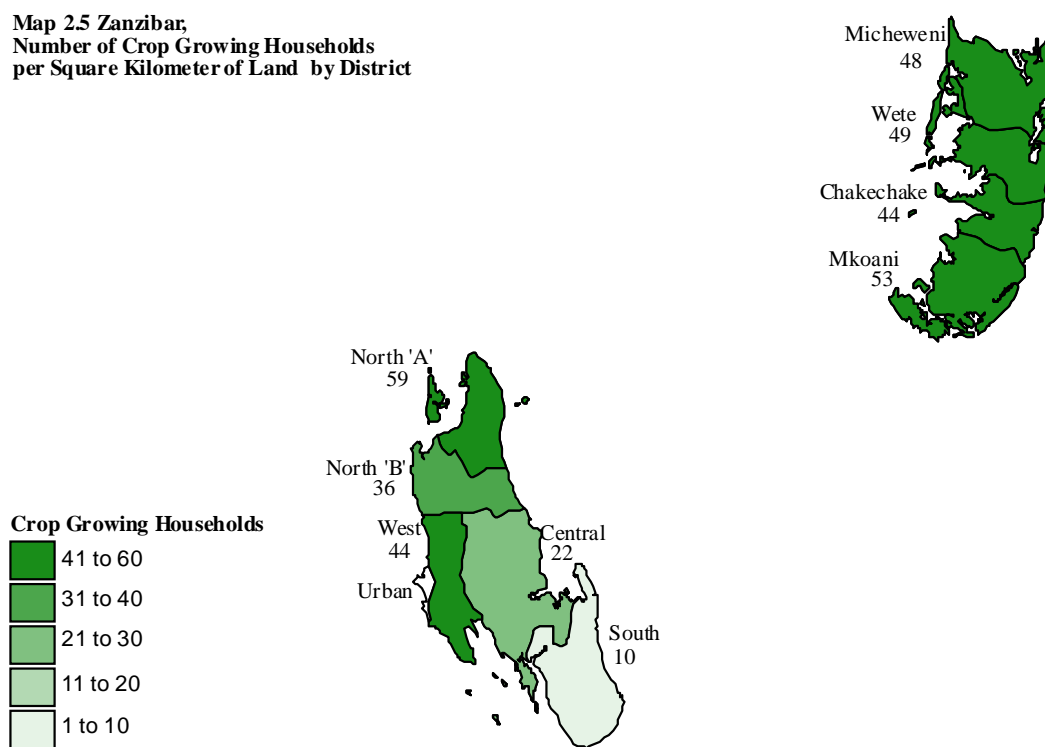 Map 2.5 Zanzibar,
Number of Crop Growing Households
per Square Kilometer of Land by District
Micheweni
48
Wete
49
Chakechake
44
Mkoani
53
North 'A'
59
North 'B'
36
West
44
Central
22
Urban
South
10
Crop Growing Households
41 to 60
31 to 40
21 to 30
11 to 20
1 to 10